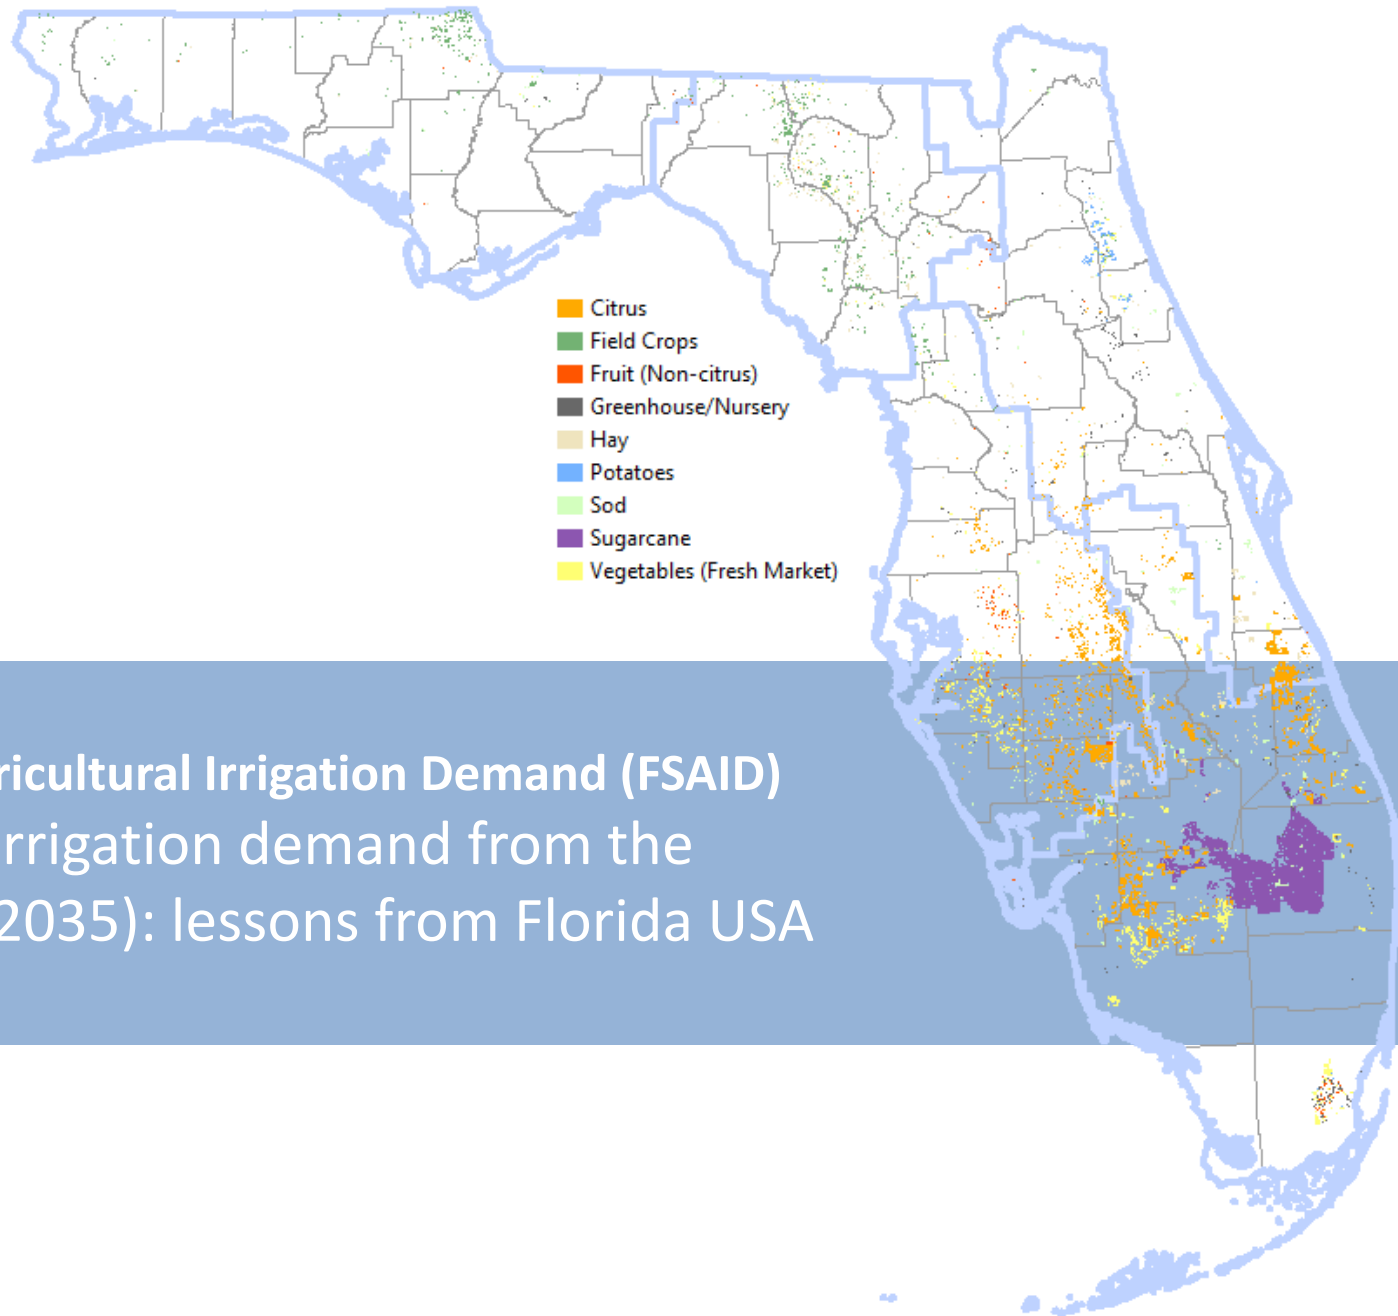 Citrus
Field Crops
Fruit (Non-citrus)
Greenhouse/Nursery
Hay
Potatoes
Sod
Sugarcane
Vegetables (Fresh Market)
ricultural Irrigation Demand (FSAID)
irrigation demand from the
2035): lessons from Florida USA